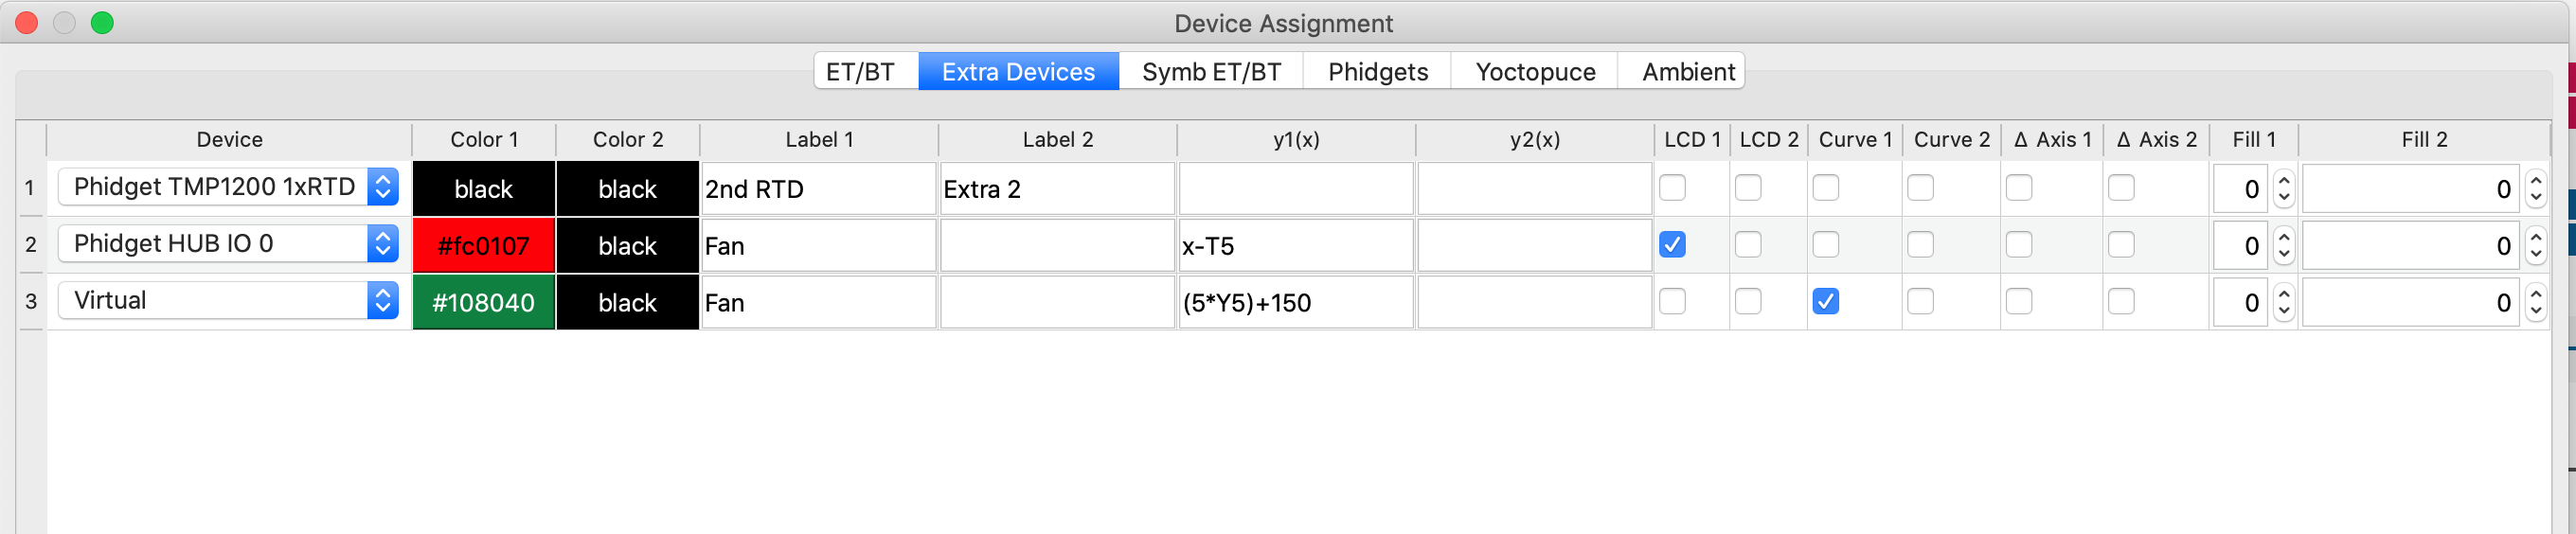 Device Assignment
ET/BT Extra Devices Symb ET/BT Phidgets Yoctopuce Ambient
Device Color 1 Color 2 Label 1 Label 2 y1(x) y2(x) LCD 1 LCD 2 Curve 1 Curve 2 Δ Axis 1 Δ Axis 2 Fill 1 Fill 2
1 Phidget TMP1200 1xRTD black black 2nd RTD Extra 2 0 0
2 Phidget HUB IO 0 #fc0107 black Fan x-T5 0 0
3 Virtual #108040 black Fan (5*Y5)+150 0 0